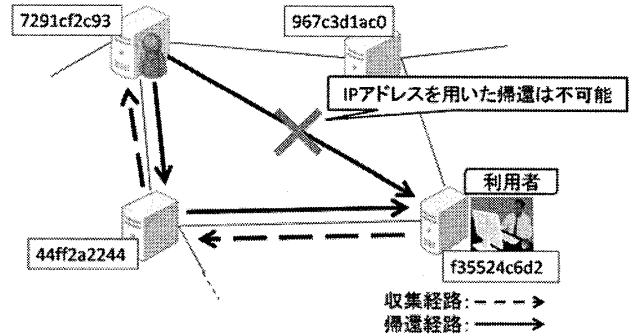 7291cf2c93
967c3d1ac0
IPアドレスを用いた帰還は不可能
利用者
44ff2a2244
f35524c6d2
収集経路:
帰還経路: